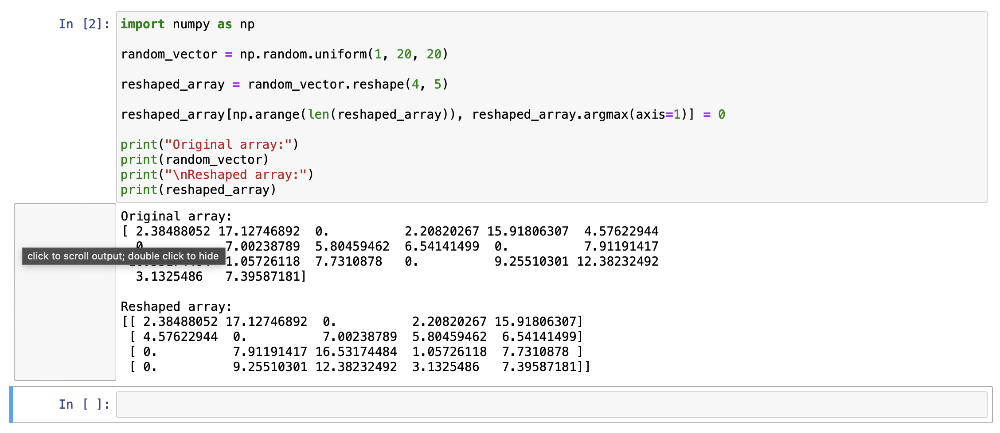 In [2]:
import numpy as np
random_vector = np.random.uniform(1, 20, 20)
reshaped_array = random_vector.reshape(4, 5)
reshaped_array[np.arange(len(reshaped_array)), reshaped_array.argmax(axis=1)] = 0
print("Original array:")
print(random_vector)
print("\nReshaped array:")
print(reshaped_array)
Original array:
[ 2.38488052 17.12746892  0.          2.20820267 15.91806307  4.57622944
  0.          7.00238789  5.80459462  6.54141499  0.          7.91191417
click to scroll output; double click to hide
1.05726118  7.7310878   0.          9.25510301 12.38232492
  3.1325486   7.39587181]
Reshaped array:
[[ 2.38488052 17.12746892  0.          2.20820267 15.91806307]
 [ 4.57622944  0.          7.00238789  5.80459462  6.54141499]
 [ 0.          7.91191417 16.53174484  1.05726118  7.7310878 ]
 [ 0.          9.25510301 12.38232492  3.1325486   7.39587181]]
In [ ]: